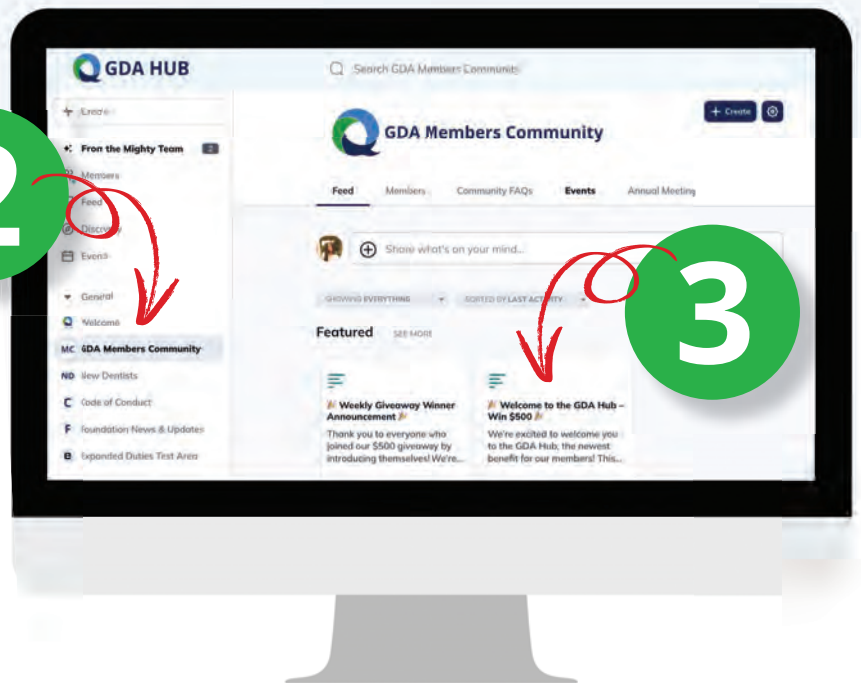 GDA HUB
Search GDA Members Community
+ Create
From the Mighty Team
Members
Feed
Discovery
Events
General
Welcome
MC GDA Members Community
ND New Dentists
C Code of Conduct
F Foundation News & Updates
e Expanded Duties Test Area
2
GDA Members Community
+ Create
Feed Members Community FAQs Events Annual Meeting
Share what's on your mind...
SHOWING EVERYTHING SORTED BY LAST ACTIVITY
Featured SEE MORE
Weekly Giveaway Winner
Announcement
Thank you to everyone who
joined our $500 giveaway by
introducing themselves! We're...
Welcome to the GDA Hub –
Win $500
We're excited to welcome you
to the GDA Hub, the newest
benefit for our members! This...
3